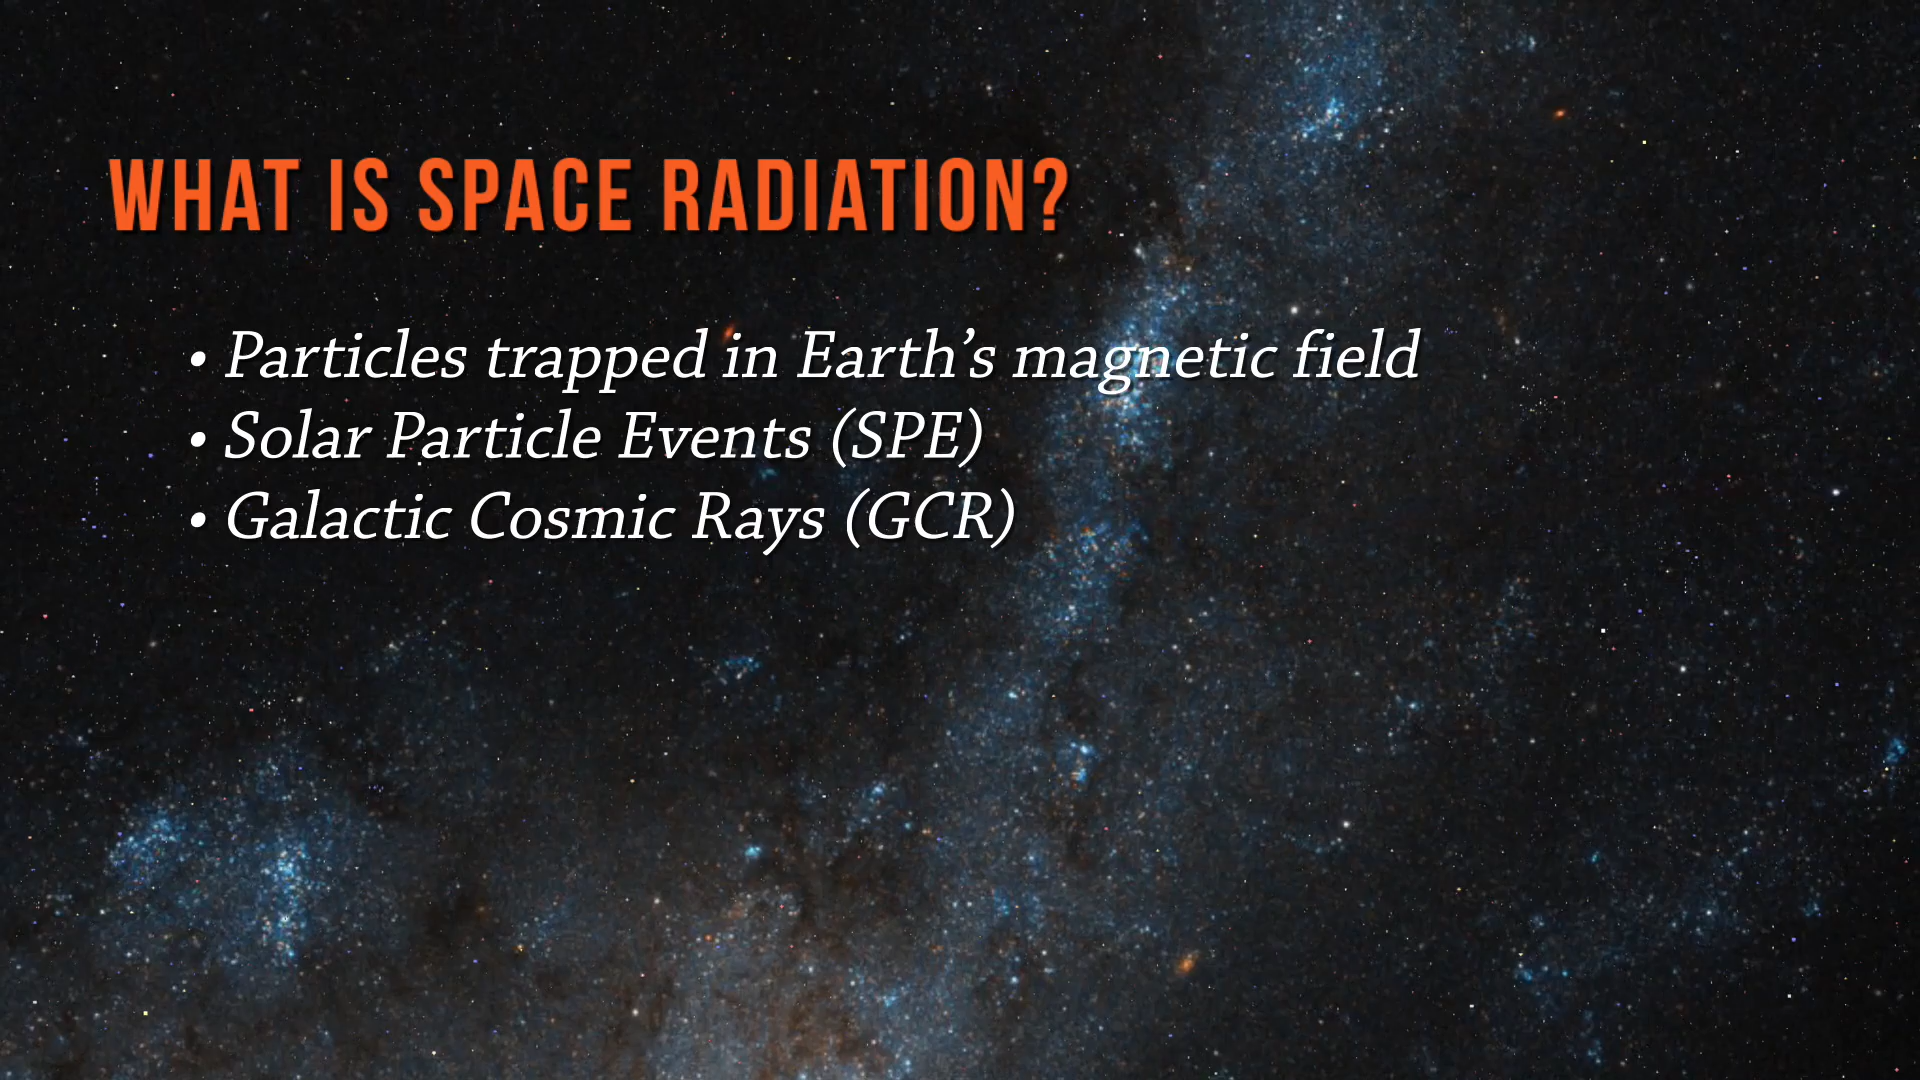 WHAT IS SPACE RADIATION?
• Particles trapped in Earth’s magnetic field
• Solar Particle Events (SPE)
• Galactic Cosmic Rays (GCR)